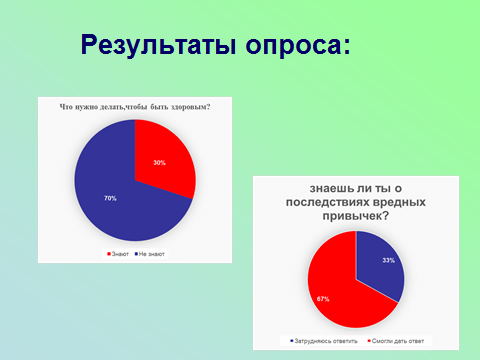 Результаты опроса:
Что нужно делать,чтобы быть здоровым?
30%
70%
Знают Не знают
знаешь ли ты о
последствиях вредных
привычек?
33%
67%
Затрудняюсь ответить Смогли дать ответ